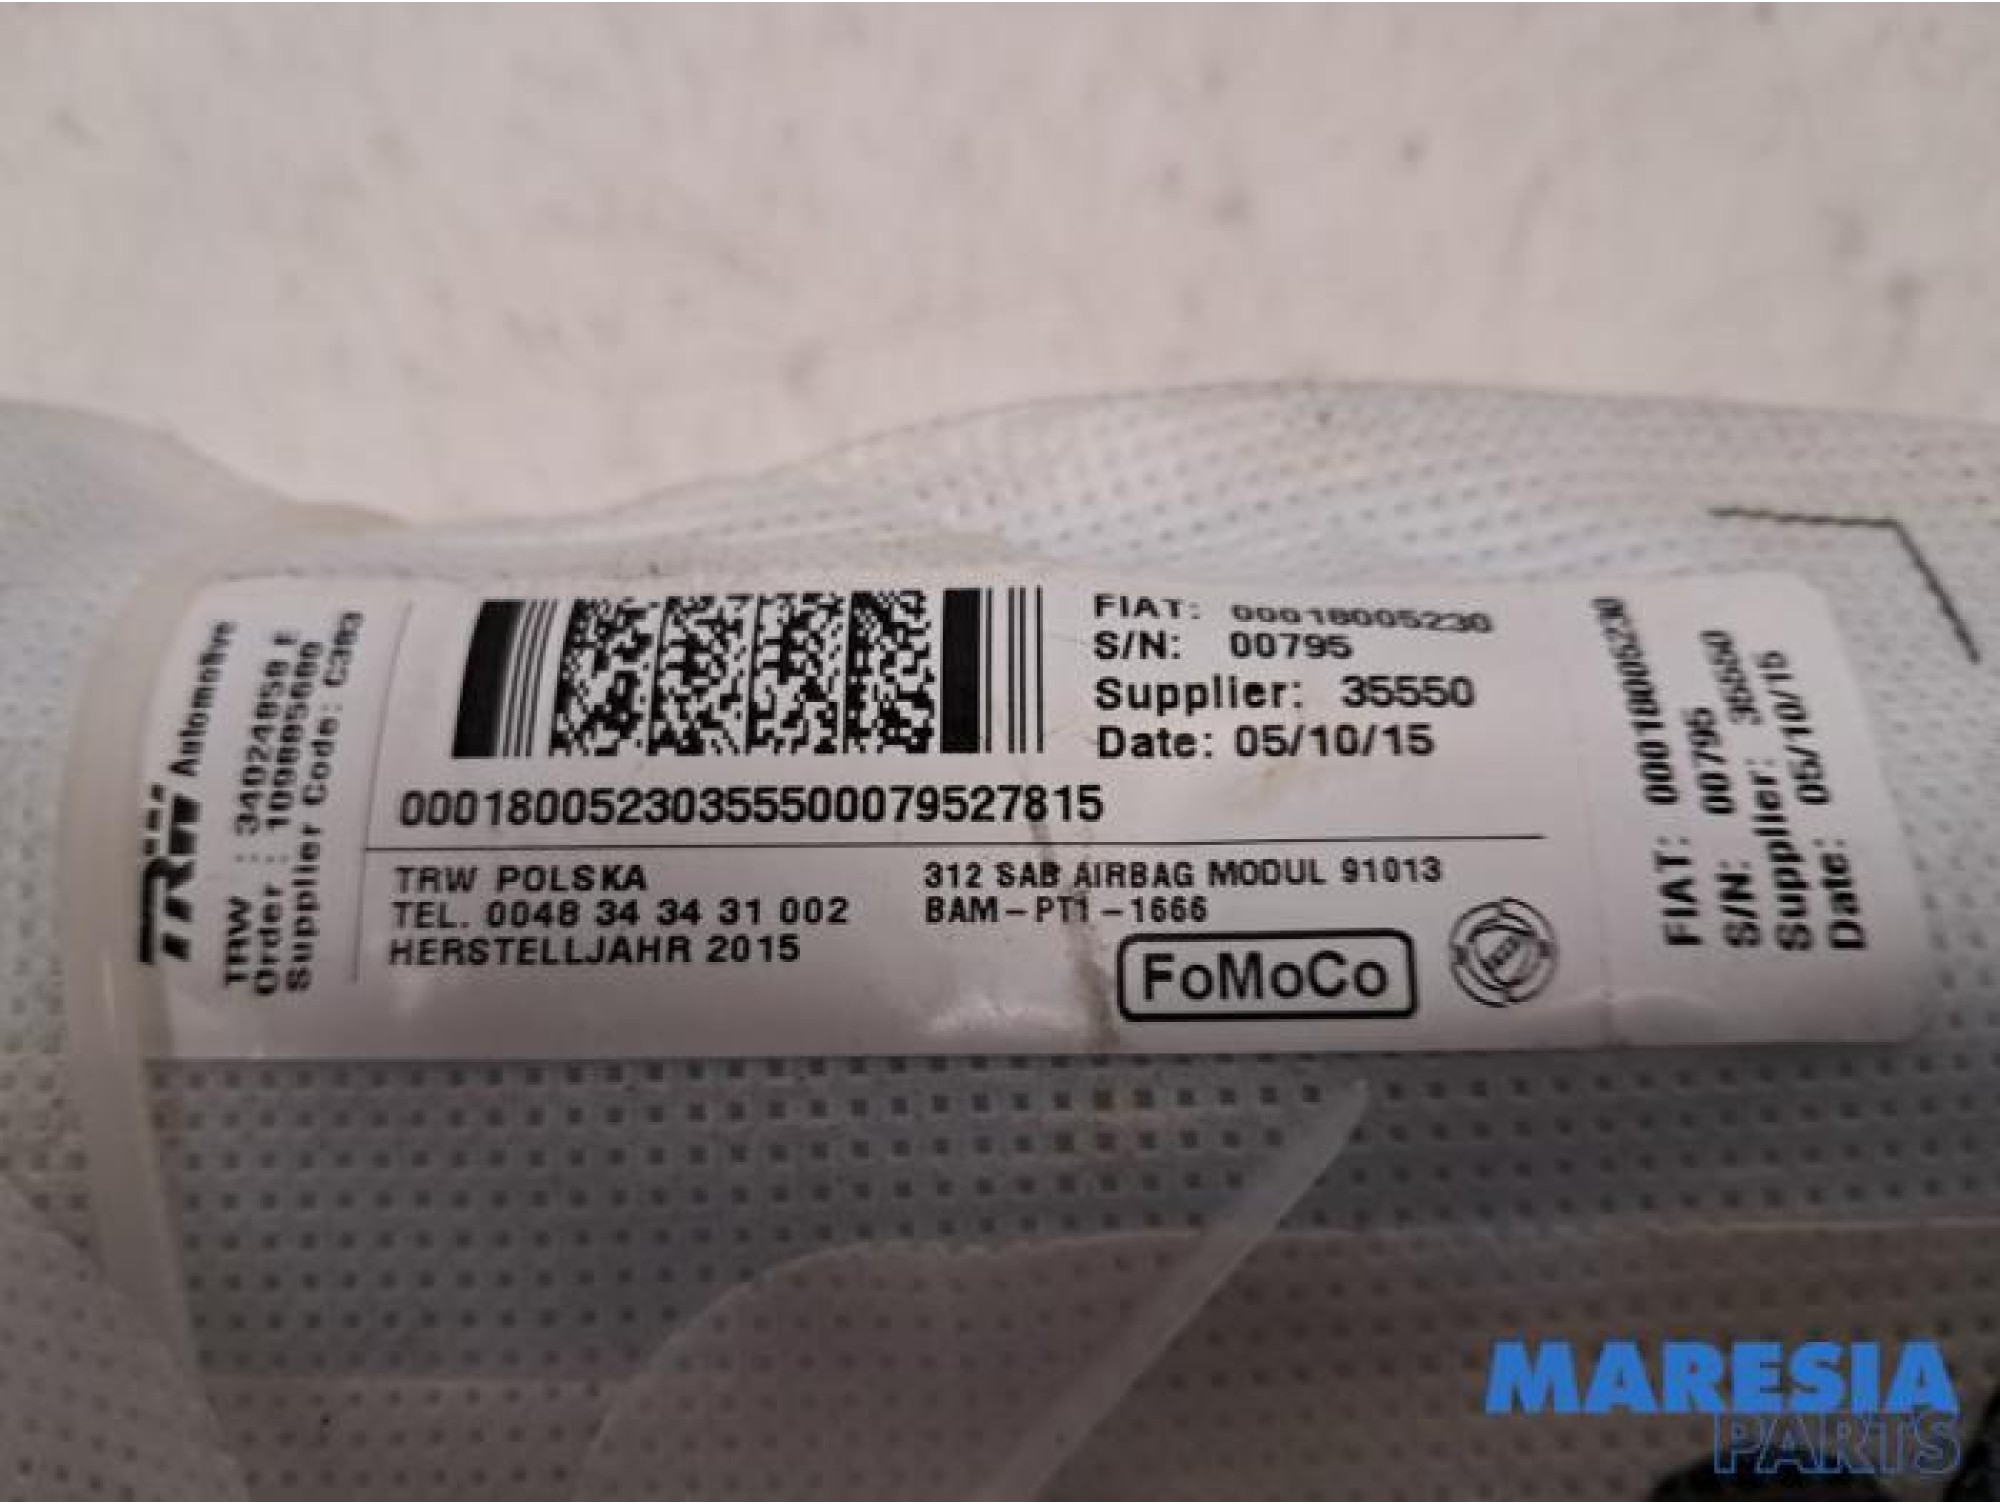 TRW Automotive
TRW : 34024858 E
Order : 109885680
Supplier Code: C3B3
FIAT: 00018005230
S/N: 00795
Supplier: 35550
Date: 05/10/15
00018005230355500079527815
TRW POLSKA
TEL. 0048 34 34 31 002
HERSTELLJAHR 2015
312 SAB AIRBAG MODUL 91013
BAM-PT1-1666
FoMoCo
FIAT: 00018005230
S/N: 00795
Supplier: 35550
Date: 05/10/15
MARESIA
PARTS